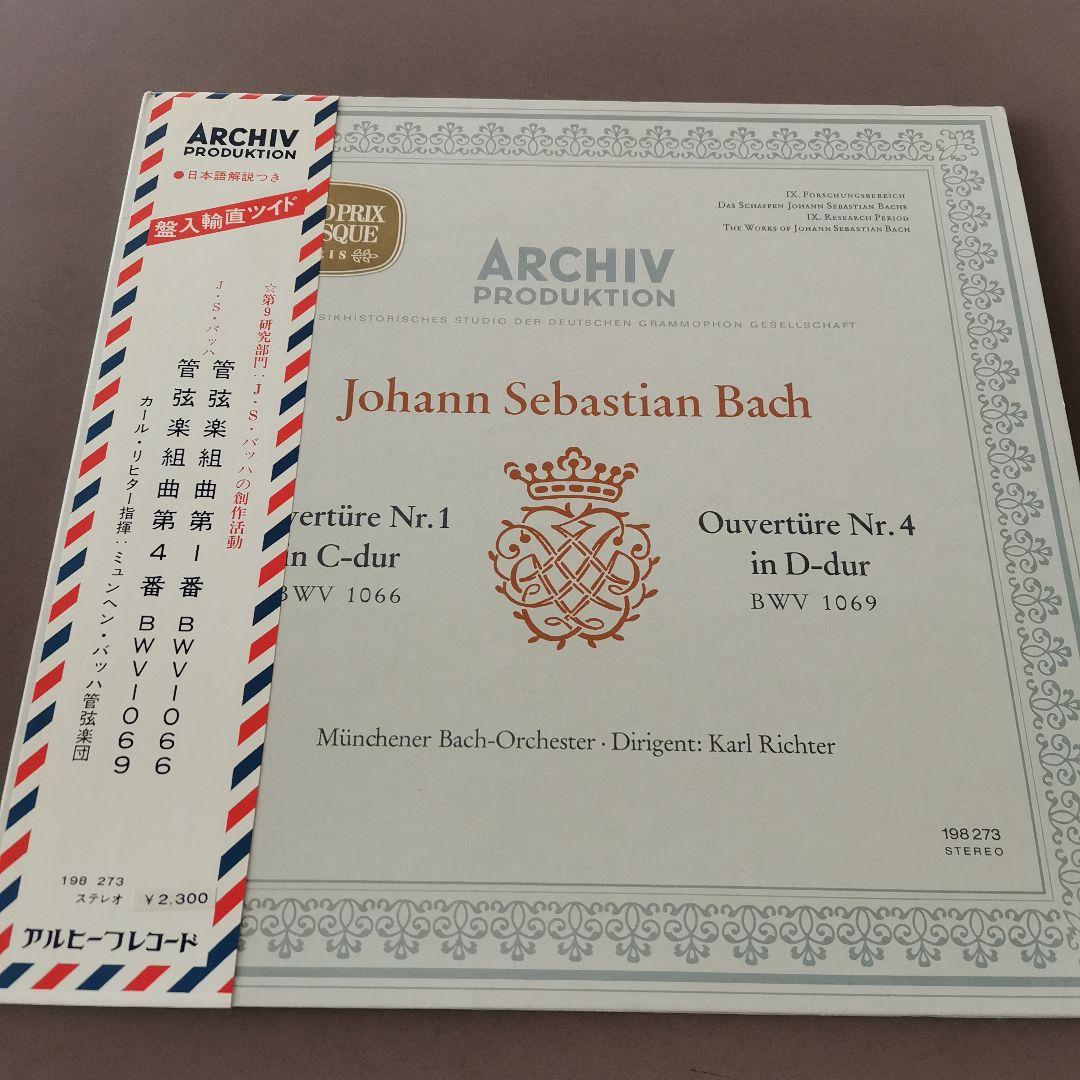 ARCHIV
PRODUKTION
●日本語解説つき
盤入輸直ツイド
☆第9研究部門：J・S・バッハの創作活動
J・S・バッハ
管弦楽組曲第1番 BWV1066
管弦楽組曲第4番 BWV1069
カール・リヒター指揮：ミュンヘン・バッハ管弦楽団
198 273
ステレオ
¥2,300
アルヒーフレコード
PRIX
IX. Forschungsbereich
Das Schaffen Johann Sebastian Bachs
IX. Research Period
The Works of Johann Sebastian Bach
ARCHIV
PRODUKTION
SIKHISTORISCHES STUDIO DER DEUTSCHEN GRAMMOPHON GESELLSCHAFT
Johann Sebastian Bach
vertüre Nr. 1
in C-dur
BWV 1066
Ouvertüre Nr. 4
in D-dur
BWV 1069
Münchener Bach-Orchester · Dirigent: Karl Richter
198 273
STEREO